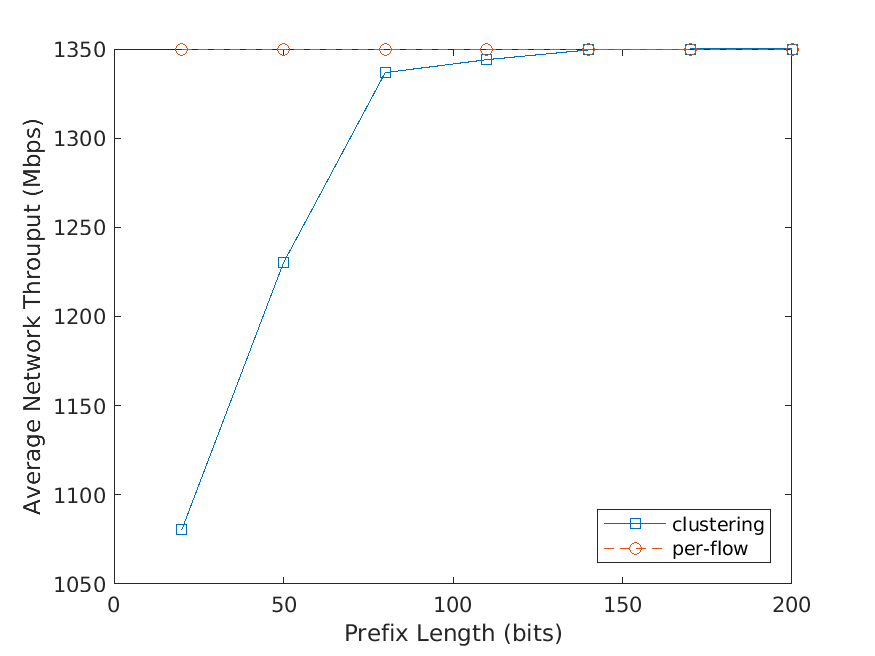 1350
1300
1250
1200
1150
1100
1050
Average Network Throuput (Mbps)
0 50 100 150 200
Prefix Length (bits)
clustering
per-flow